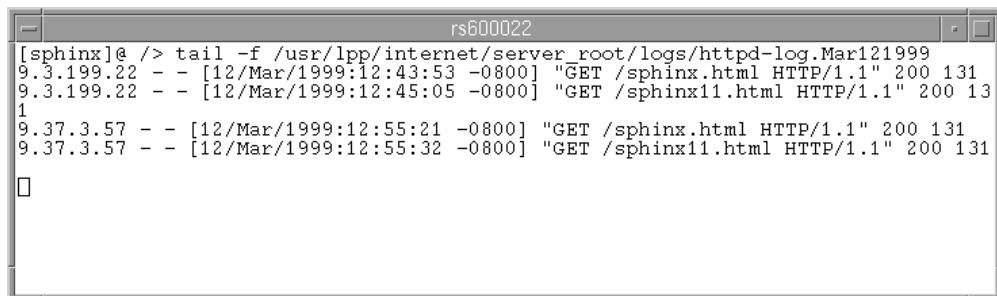 rs600022
[sphinx]@ /> tail -f /usr/lpp/internet/server_root/logs/httpd-log.Mar121999
9.3.199.22 - - [12/Mar/1999:12:43:53 -0800] "GET /sphinx.html HTTP/1.1" 200 131
9.3.199.22 - - [12/Mar/1999:12:45:05 -0800] "GET /sphinx11.html HTTP/1.1" 200 13
1
9.37.3.57 - - [12/Mar/1999:12:55:21 -0800] "GET /sphinx.html HTTP/1.1" 200 131
9.37.3.57 - - [12/Mar/1999:12:55:32 -0800] "GET /sphinx11.html HTTP/1.1" 200 131